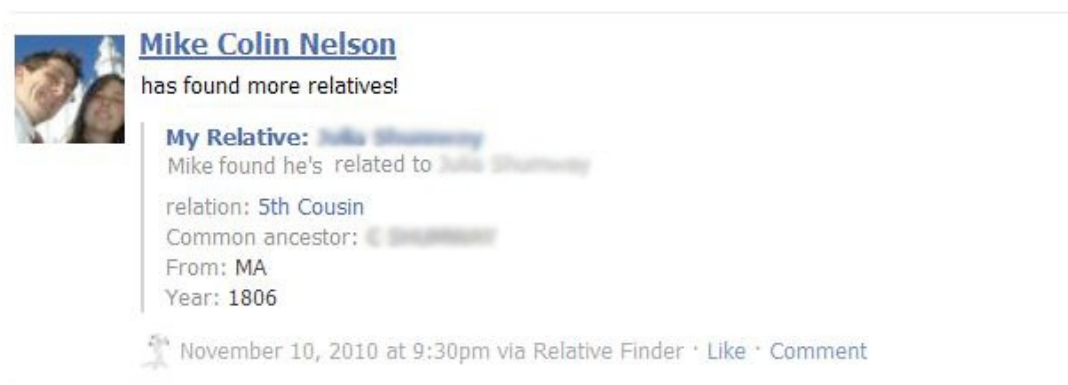 Mike Colin Nelson
has found more relatives!
My Relative:
Mike found he's related to
relation: 5th Cousin
Common ancestor:
From: MA
Year: 1806
November 10, 2010 at 9:30pm via Relative Finder · Like · Comment